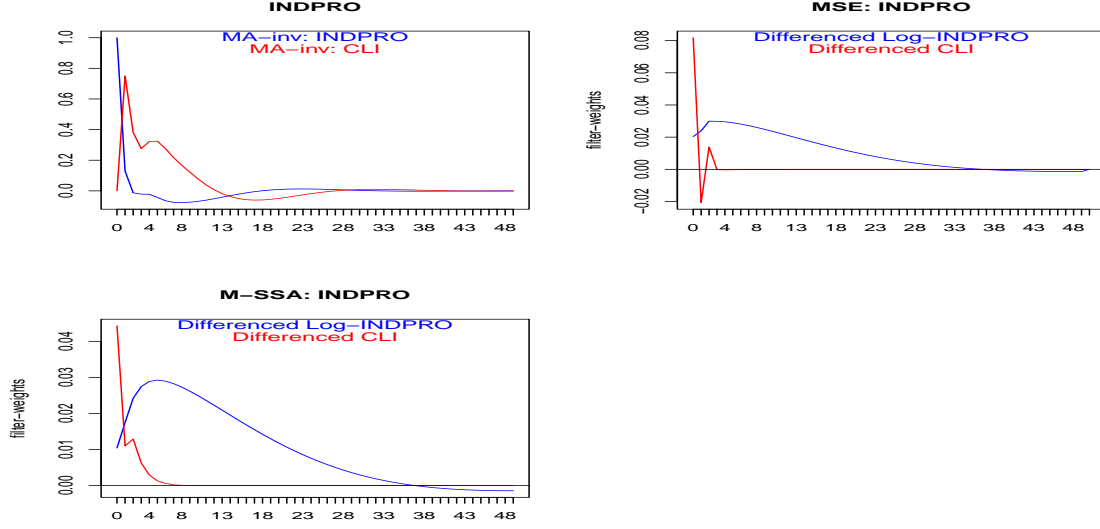 INDPRO
MA−inv: INDPRO
MA−inv: CLI
1.0
0.8
0.6
0.4
0.2
0.0
0 4 8 13 18 23 28 33 38 43 48
MSE: INDPRO
Differenced Log−INDPRO
Differenced CLI
filter−weights
0.08
0.06
0.04
0.02
0.00
−0.02
0 4 8 13 18 23 28 33 38 43 48
M−SSA: INDPRO
Differenced Log−INDPRO
Differenced CLI
filter−weights
0.04
0.03
0.02
0.01
0.00
0 4 8 13 18 23 28 33 38 43 48